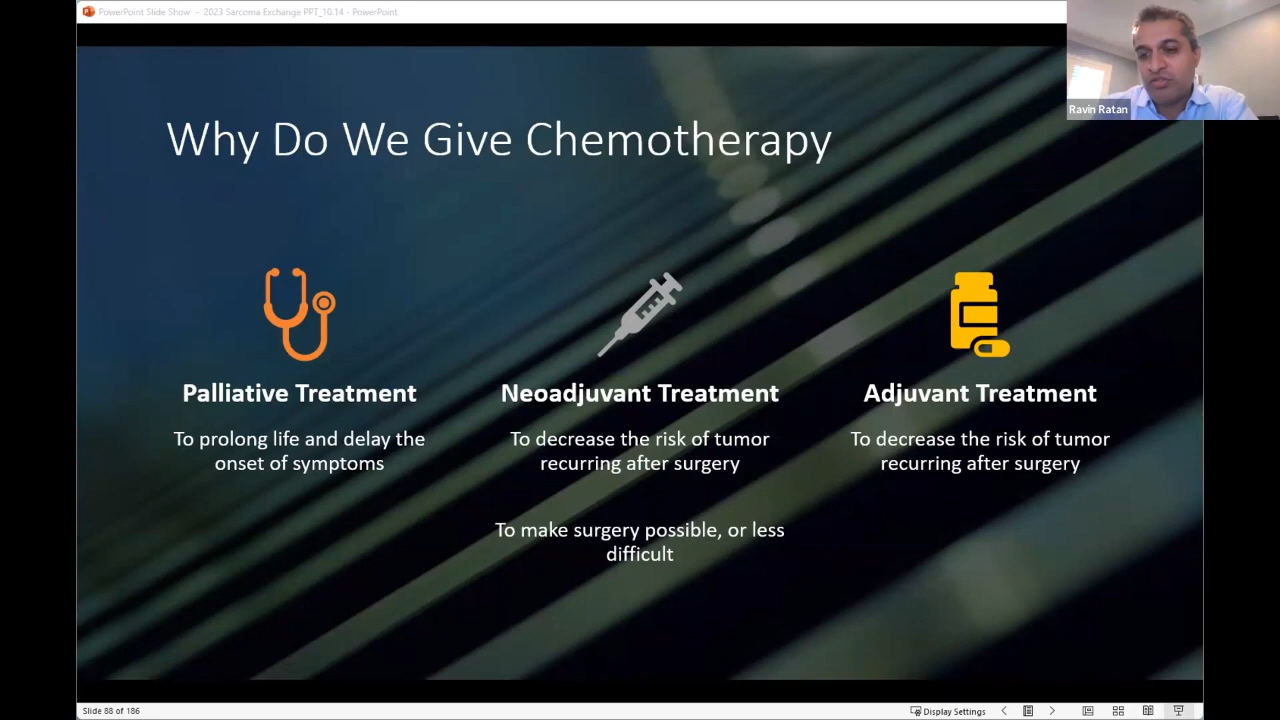 PowerPoint Slide Show - 2023 Sarcoma Exchange PPT_10.14 - PowerPoint
Ravin Ratan
Why Do We Give Chemotherapy
Palliative Treatment
To prolong life and delay the
onset of symptoms
Neoadjuvant Treatment
To decrease the risk of tumor
recurring after surgery
To make surgery possible, or less
difficult
Adjuvant Treatment
To decrease the risk of tumor
recurring after surgery
Slide 88 of 186
Display Settings